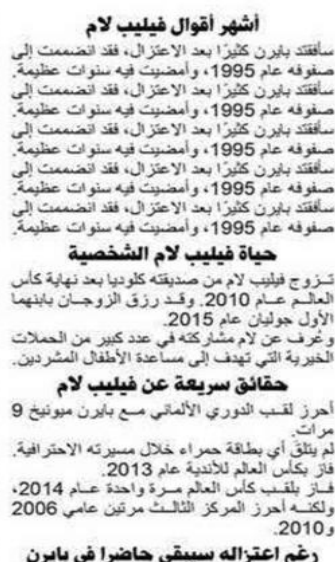 أشهر أقوال فيليب لام
سأفتقد بايرن كثيرًا بعد الاعتزال، فقد انضممت إلى
صفوفه عام 1995، وأمضيت فيه سنوات عظيمة.
سأفتقد بايرن كثيرًا بعد الاعتزال، فقد انضممت إلى
صفوفه عام 1995، وأمضيت فيه سنوات عظيمة.
سأفتقد بايرن كثيرًا بعد الاعتزال، فقد انضممت إلى
صفوفه عام 1995، وأمضيت فيه سنوات عظيمة.
سأفتقد بايرن كثيرًا بعد الاعتزال، فقد انضممت إلى
صفوفه عام 1995، وأمضيت فيه سنوات عظيمة.
سأفتقد بايرن كثيرًا بعد الاعتزال، فقد انضممت إلى
صفوفه عام 1995، وأمضيت فيه سنوات عظيمة.
حياة فيليب لام الشخصية
تزوج فيليب لام من صديقته كلوديا بعد نهاية كأس
العالم عام 2010. وقد رزق الزوجان بابنهما
الأول جوليان عام 2015.
وعُرف عن لام مشاركته في عدد كبير من الحملات
الخيرية التي تهدف إلى مساعدة الأطفال المشردين.
حقائق سريعة عن فيليب لام
أحرز لقب الدوري الألماني مع بايرن ميونيخ 9
مرات.
لم يتلقَ أي بطاقة حمراء خلال مسيرته الاحترافية.
فاز بكأس العالم للأندية عام 2013.
فاز بلقب كأس العالم مرة واحدة عام 2014،
ولكنه أحرز المركز الثالث مرتين عامي 2006
و2010.
رغم اعتزاله سيبقى حاضرا في بايرن